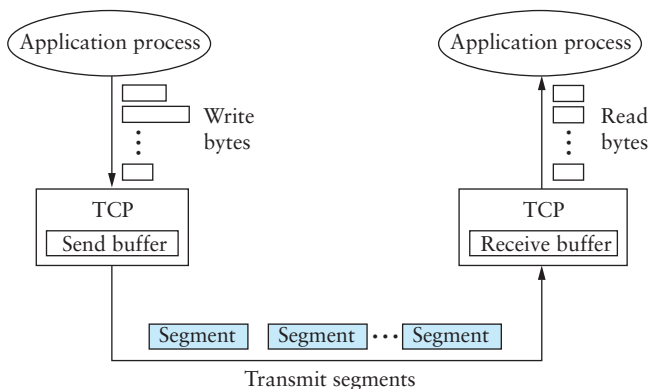 Application process
Application process
Write
bytes
Read
bytes
TCP
Send buffer
TCP
Receive buffer
Segment
Segment
Segment
Transmit segments